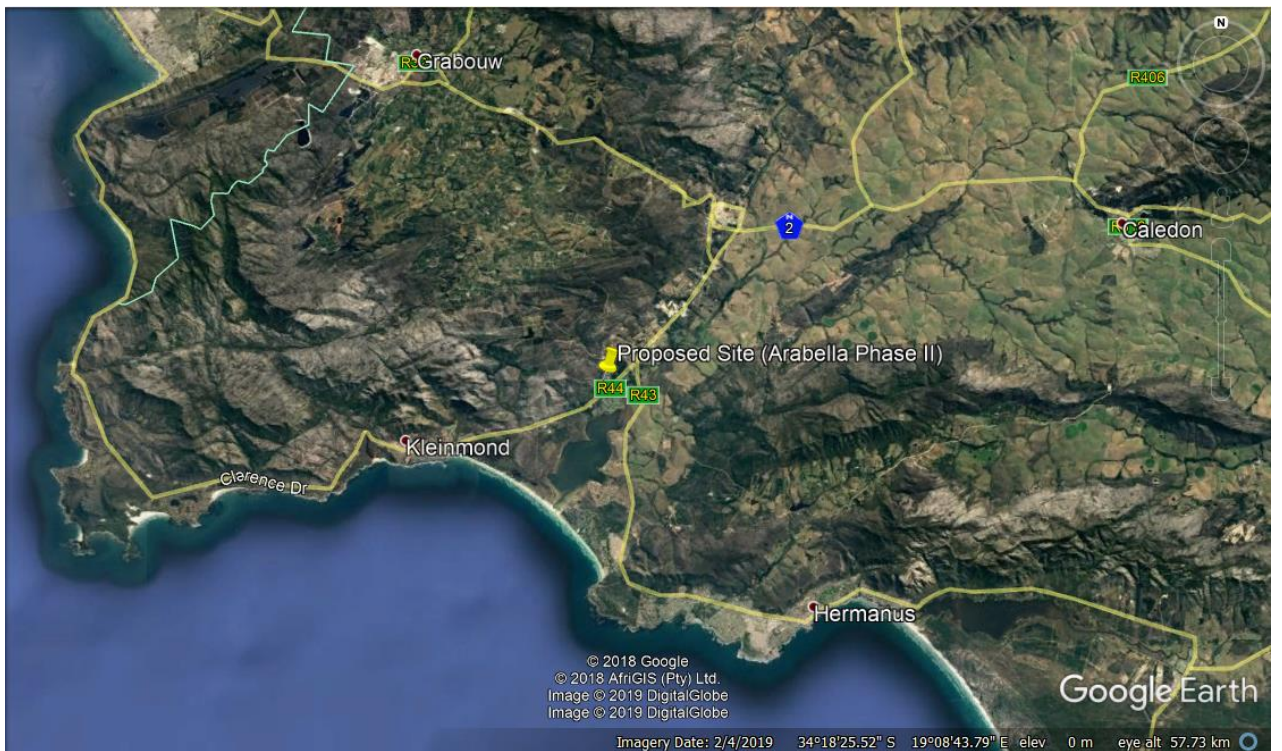 N
Grabouw
R406
2
Caledon
Proposed Site (Arabella Phase II)
R44
R43
Kleinmond
Clarence Dr
Hermanus
© 2018 Google
© 2018 AfriGIS (Pty) Ltd.
Image © 2019 DigitalGlobe
Image © 2019 DigitalGlobe
Google Earth
Imagery Date: 2/4/2019 34°18'25.52" S 19°08'43.79" E elev 0 m eye alt 57.73 km